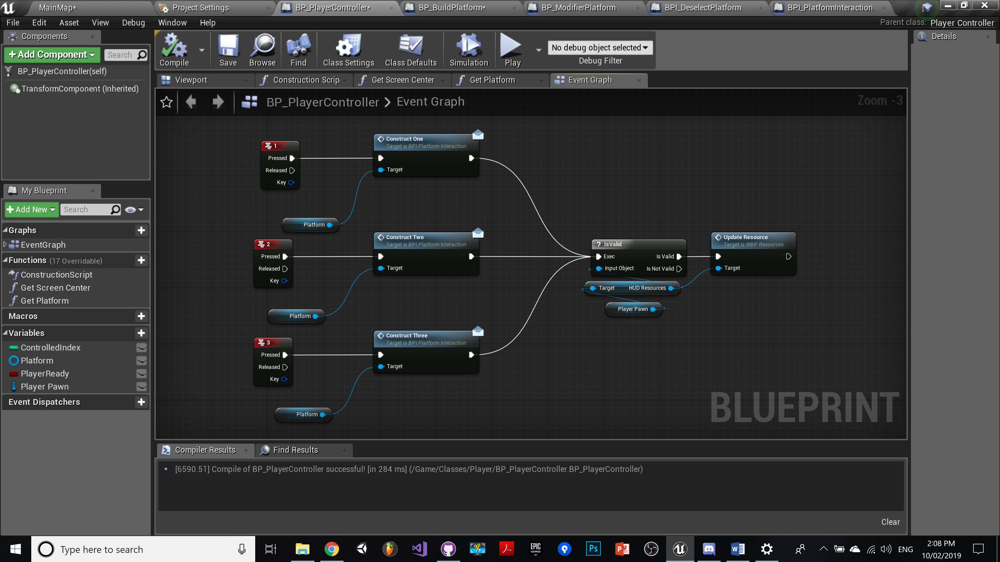 MainMap*
Project Settings
BP_PlayerController*
BP_BuildPlatform*
BP_ModifierPlatform
BPI_DeselectPlatform
BPI_PlatformInteraction
File Edit Asset View Debug Window Help
Parent class: Player Controller
Components
+Add Component
Search
BP_PlayerController(self)
TransformComponent (Inherited)
Compile
Save
Browse
Find
Class Settings
Class Defaults
Simulation
Play
No debug object selected
Debug Filter
Details
Viewport
Construction Scrip
Get Screen Center
Get Platform
Event Graph
BP_PlayerController > Event Graph
Zoom -3
My Blueprint
+Add New
Search
Graphs
EventGraph
Functions (17 Overridable)
ConstructionScript
Get Screen Center
Get Platform
Macros
Variables
ControlledIndex
Platform
PlayerReady
Player Pawn
Event Dispatchers
1
Pressed
Released
Key
Construct One
Target is BPI Platform Interaction
Target
Platform
2
Pressed
Released
Key
Construct Two
Target is BPI Platform Interaction
Target
Platform
3
Pressed
Released
Key
Construct Three
Target is BPI Platform Interaction
Target
Platform
? IsValid
Exec Is Valid
Input Object Is Not Valid
Target HUD Resources
Player Pawn
Update Resource
Target is WBP Resources
Target
BLUEPRINT
Compiler Results
Find Results
[6590.51] Compile of BP_PlayerController successful! [in 284 ms] (/Game/Classes/Player/BP_PlayerController.BP_PlayerController)
Clear
Type here to search
EPIC
GAMES
Ps
ENG
2:08 PM
10/02/2019